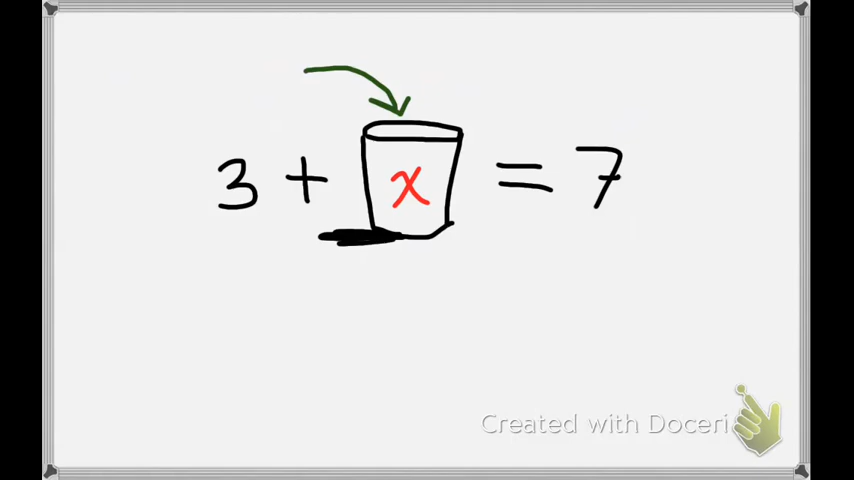 3 + x = 7
Created with Doceri